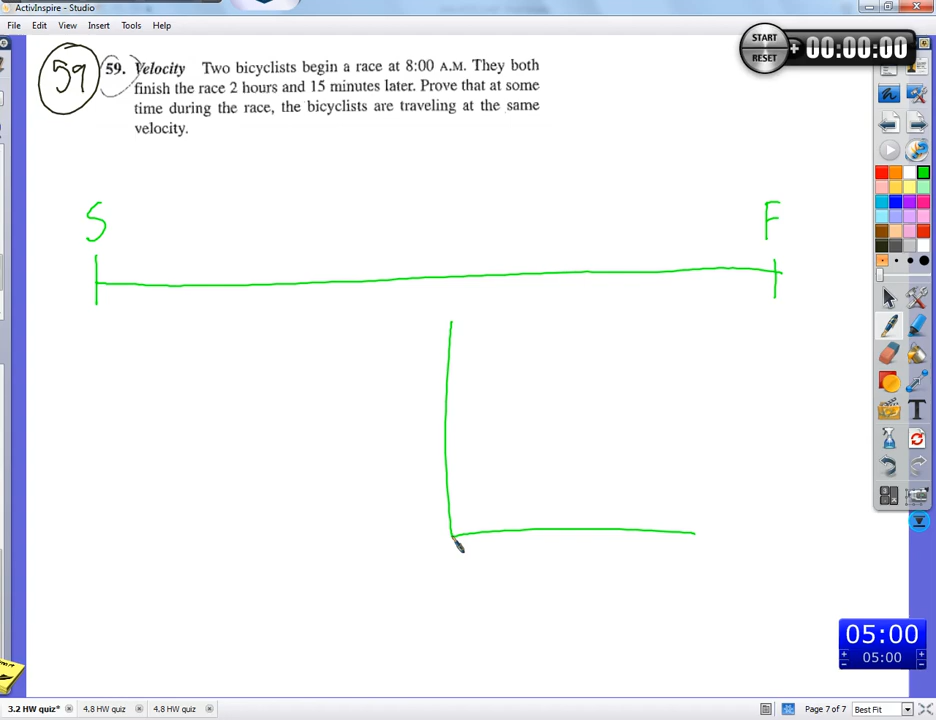 ActivInspire - Studio
File Edit View Insert Tools Help
START
RESET
+ 00:00:00
59
59. Velocity Two bicyclists begin a race at 8:00 A.M. They both
finish the race 2 hours and 15 minutes later. Prove that at some
time during the race, the bicyclists are traveling at the same
velocity.
S
F
05:00
05:00
3.2 HW quiz* 4.8 HW quiz 4.8 HW quiz
Page 7 of 7 Best Fit